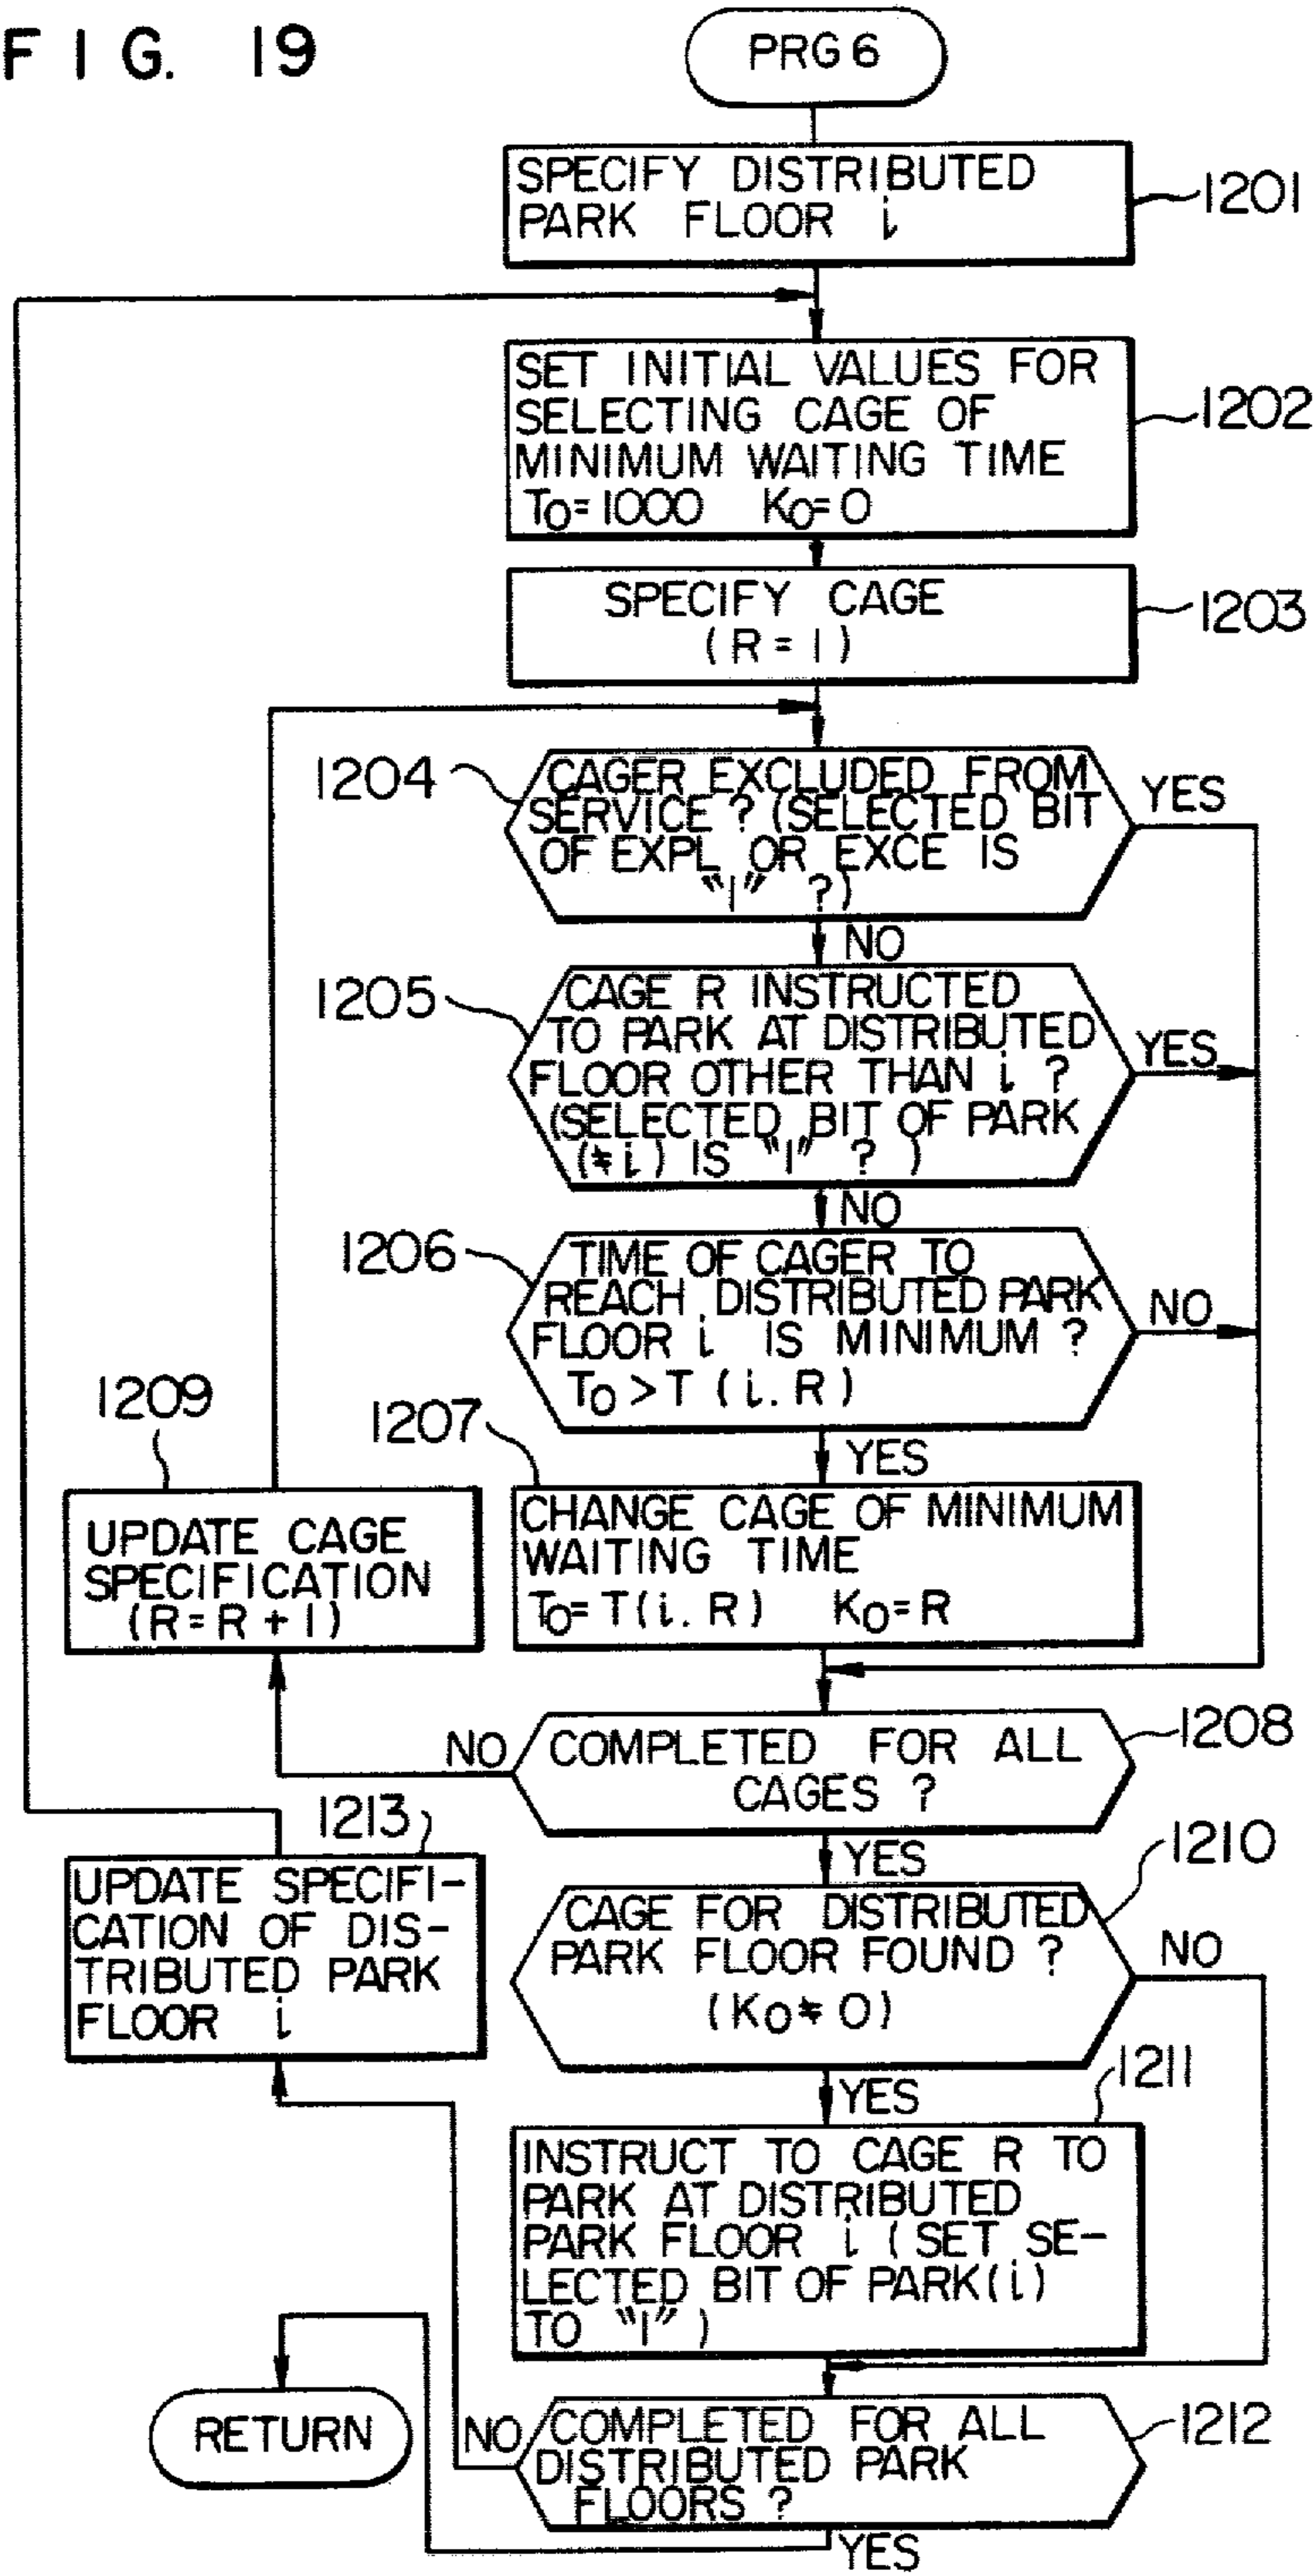 FIG. 19
PRG 6
SPECIFY DISTRIBUTED
PARK FLOOR i
1201
SET INITIAL VALUES FOR
SELECTING CAGE OF
MINIMUM WAITING TIME
T0=1000 K0=0
1202
SPECIFY CAGE
(R=1)
1203
1204
CAGER EXCLUDED FROM
SERVICE ? (SELECTED BIT
OF EXPL OR EXCE IS
"1" ?)
YES
NO
1205
CAGE R INSTRUCTED
TO PARK AT DISTRIBUTED
FLOOR OTHER THAN i ?
(SELECTED BIT OF PARK
(≠i) IS "1" ? )
YES
NO
1206
TIME OF CAGER TO
REACH DISTRIBUTED PARK
FLOOR i IS MINIMUM ?
T0>T (i. R)
NO
YES
1207
CHANGE CAGE OF MINIMUM
WAITING TIME
T0=T(i. R) K0=R
1209
UPDATE CAGE
SPECIFICATION
(R=R+1)
1208
NO
COMPLETED FOR ALL
CAGES ?
YES
1213
UPDATE SPECIFI-
CATION OF DIS-
TRIBUTED PARK
FLOOR i
1210
CAGE FOR DISTRIBUTED
PARK FLOOR FOUND ?
(K0≠0)
NO
YES
1211
INSTRUCT TO CAGE R TO
PARK AT DISTRIBUTED
PARK FLOOR i (SET SE-
LECTED BIT OF PARK(i)
TO "1")
RETURN
NO
COMPLETED FOR ALL
DISTRIBUTED PARK
FLOORS ?
1212
YES